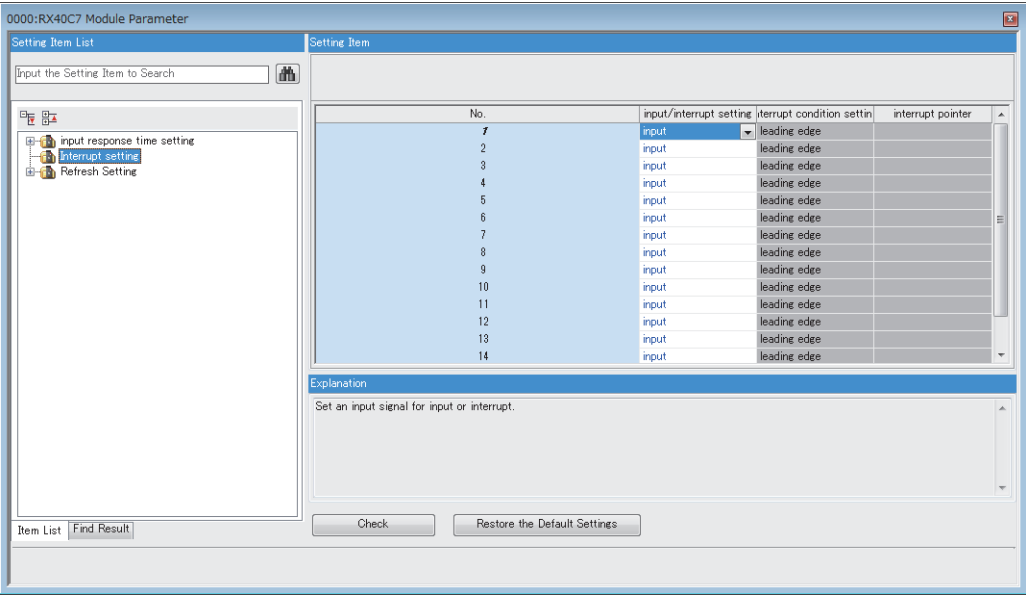 0000:RX40C7 Module Parameter
Setting Item List
Setting Item
Input the Setting Item to Search
input response time setting
Interrupt setting
Refresh Setting
No. input/interrupt setting iterrupt condition settin interrupt pointer
1 input leading edge
2 input leading edge
3 input leading edge
4 input leading edge
5 input leading edge
6 input leading edge
7 input leading edge
8 input leading edge
9 input leading edge
10 input leading edge
11 input leading edge
12 input leading edge
13 input leading edge
14 input leading edge
Explanation
Set an input signal for input or interrupt.
Item List Find Result
Check Restore the Default Settings